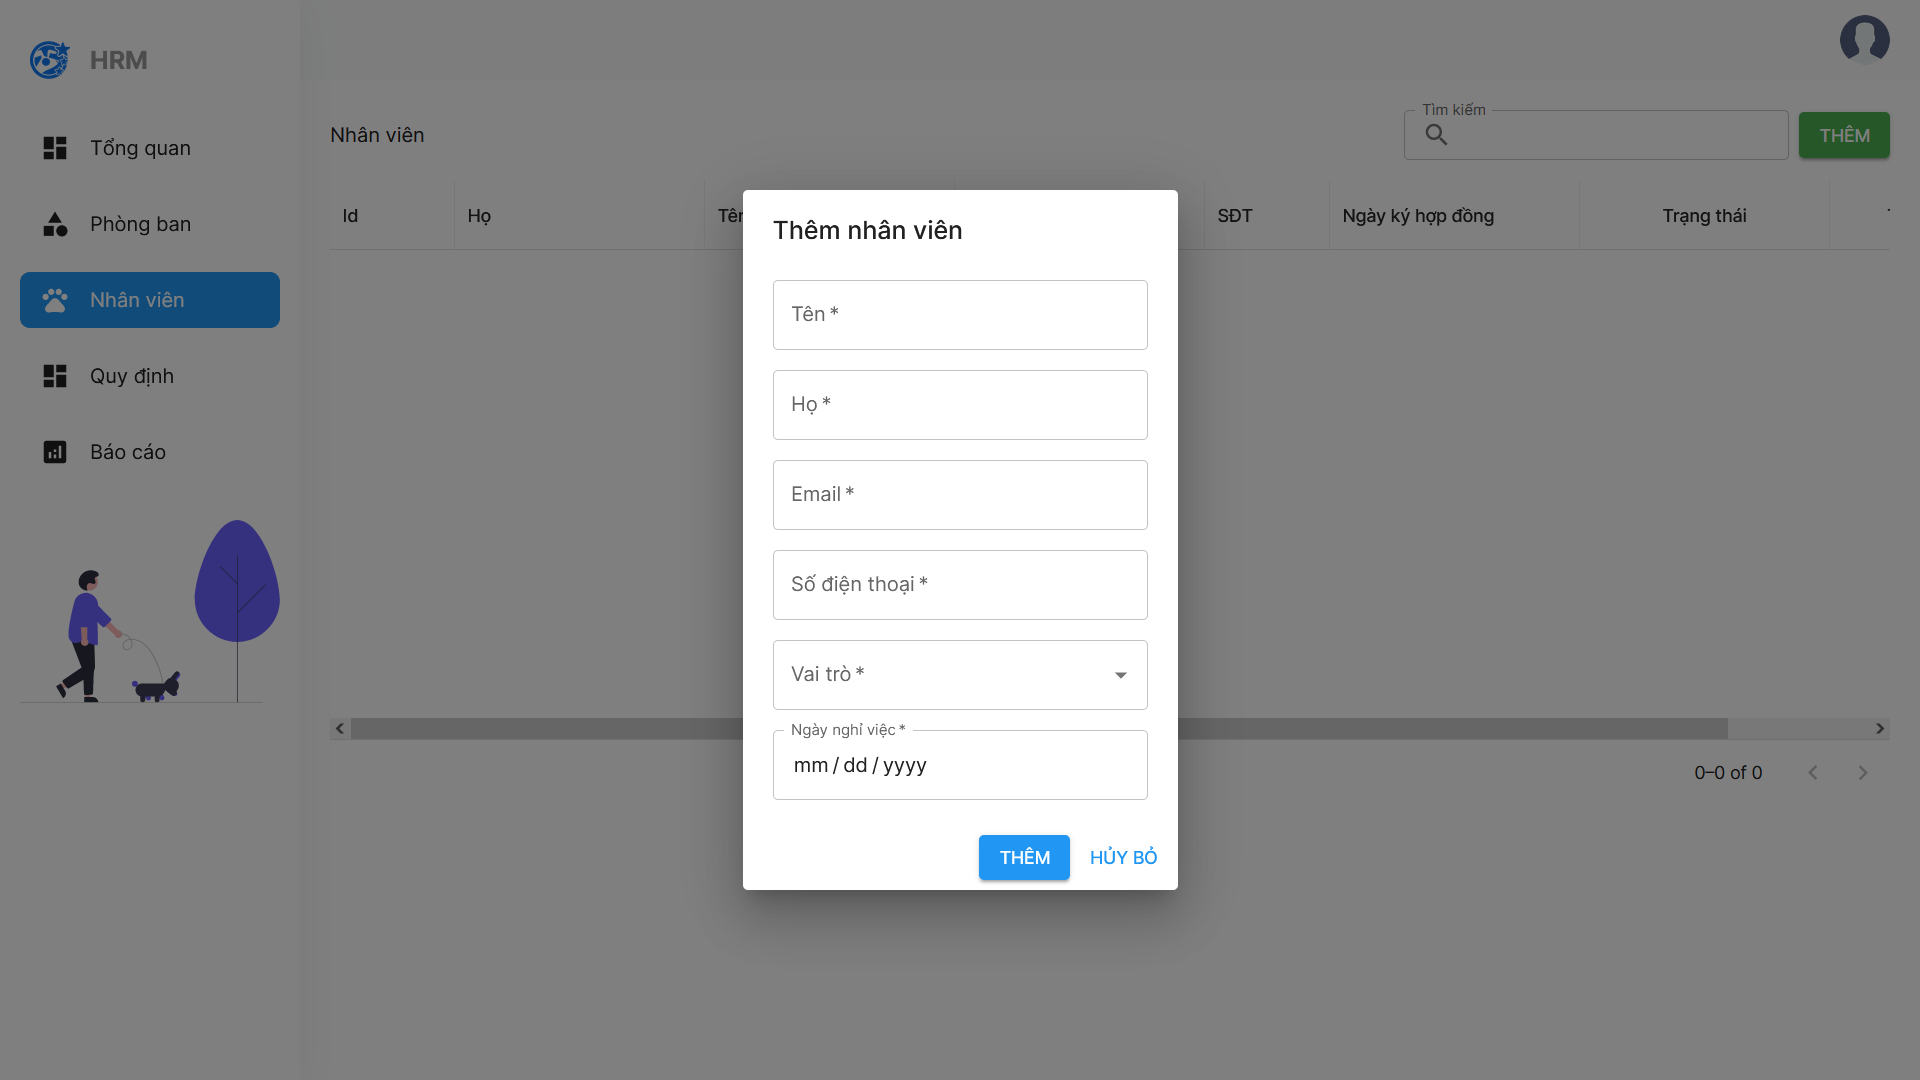 HRM
Tổng quan
Phòng ban
Nhân viên
Quy định
Báo cáo
Nhân viên
Tìm kiếm
THÊM
Id
Họ
SĐT
Ngày ký hợp đồng
Trạng thái
Thêm nhân viên
Tên *
Họ *
Email *
Số điện thoại *
Vai trò *
Ngày nghỉ việc *
mm / dd / yyyy
THÊM
HỦY BỎ
0–0 of 0